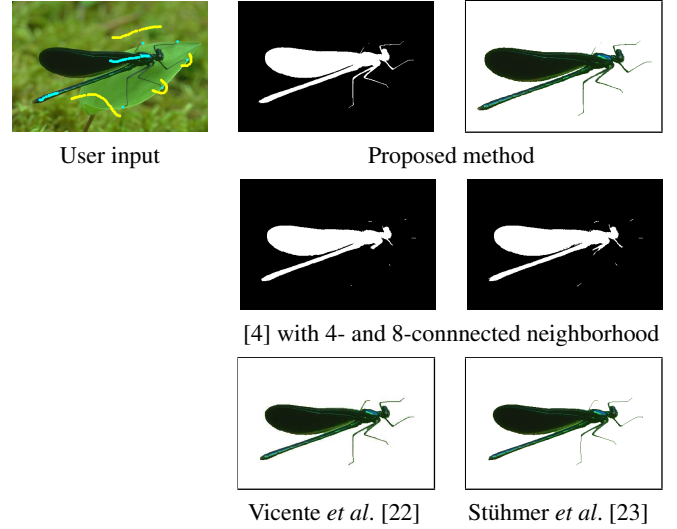 User input
Proposed method
[4] with 4- and 8-connnected neighborhood
Vicente et al. [22]
Stühmer et al. [23]